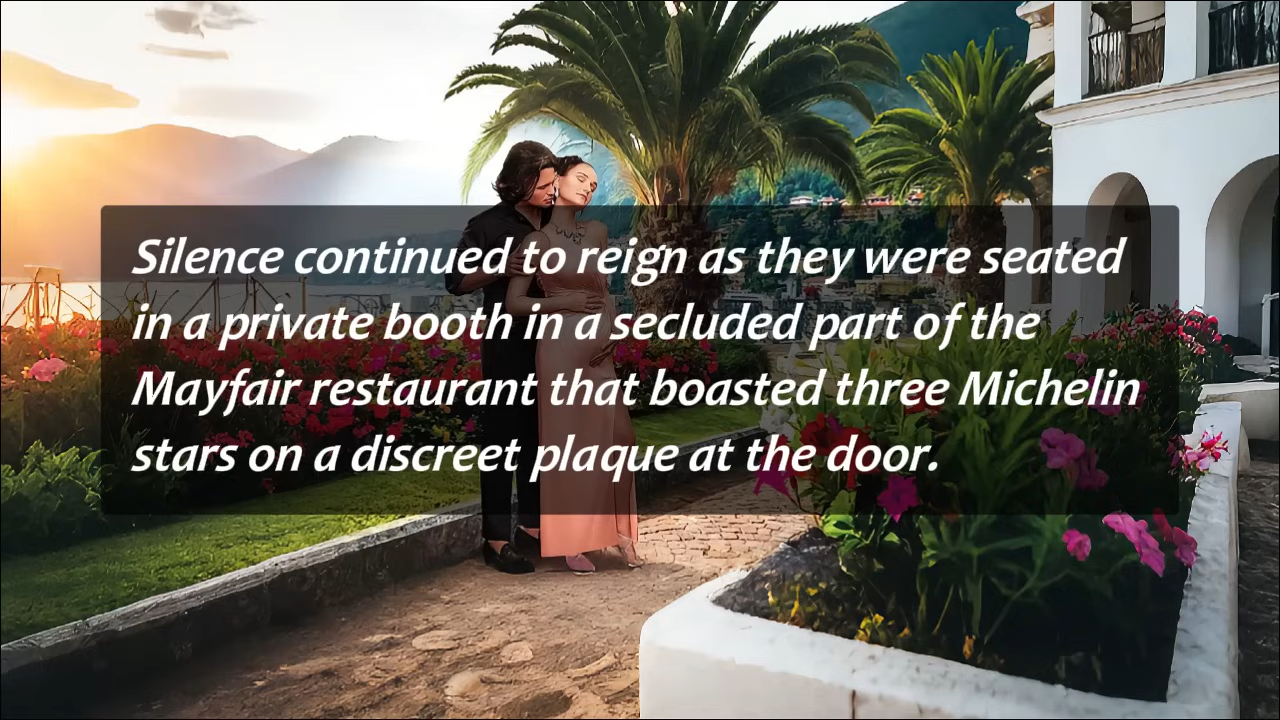 Silence continued to reign as they were seated
in a private booth in a secluded part of the
Mayfair restaurant that boasted three Michelin
stars on a discreet plaque at the door.